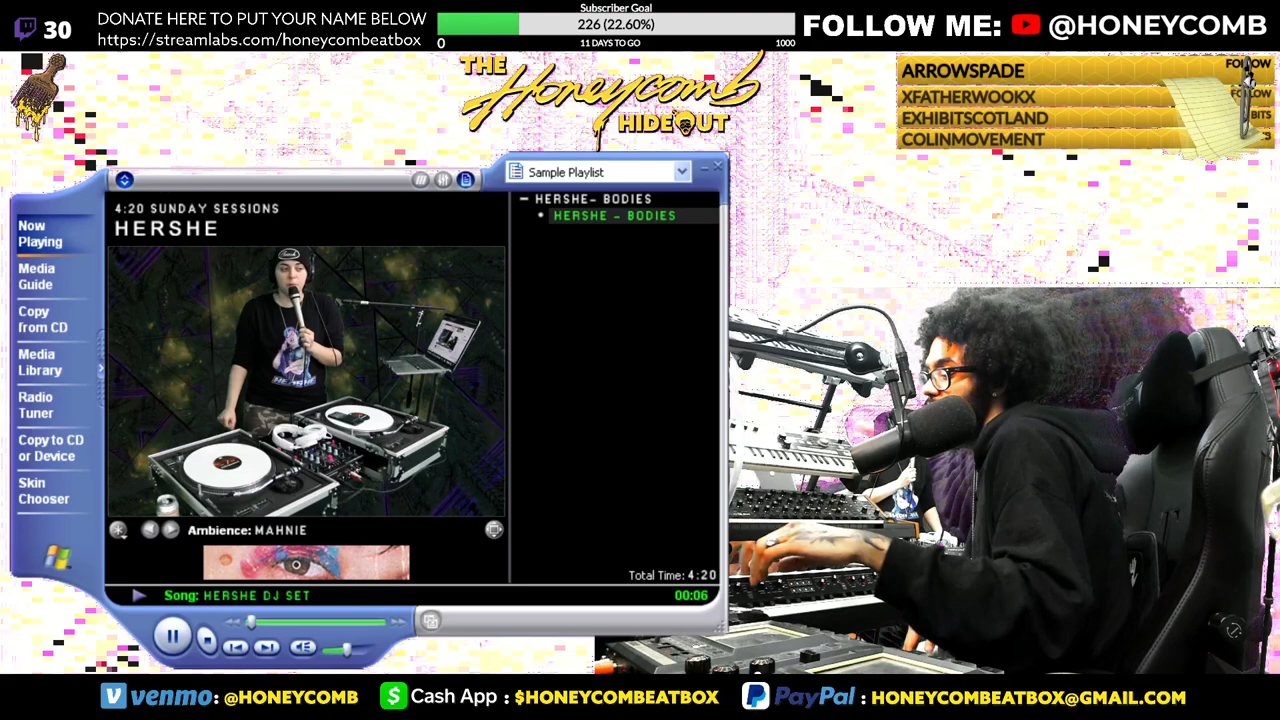 30
DONATE HERE TO PUT YOUR NAME BELOW
https://streamlabs.com/honeycombeatbox
Subscriber Goal
226 (22.60%)
0
11 DAYS TO GO
1000
FOLLOW ME: @HONEYCOMB
THE
Honeycomb
HIDEOUT
ARROWSPADE
FOLLOW
XFATHERWOOKX
FOLLOW
EXHIBITSCOTLAND
BITS
COLINMOVEMENT
Sample Playlist
4:20 SUNDAY SESSIONS
HERSHE
HERSHE- BODIES
HERSHE - BODIES
Now
Playing
Media
Guide
Copy
from CD
Media
Library
Radio
Tuner
Copy to CD
or Device
Skin
Chooser
Ambience: MAHNIE
Total Time: 4:20
Song: HERSHE DJ SET
00:06
venmo : @HONEYCOMB
Cash App : $HONEYCOMBEATBOX
PayPal : HONEYCOMBEATBOX@GMAIL.COM